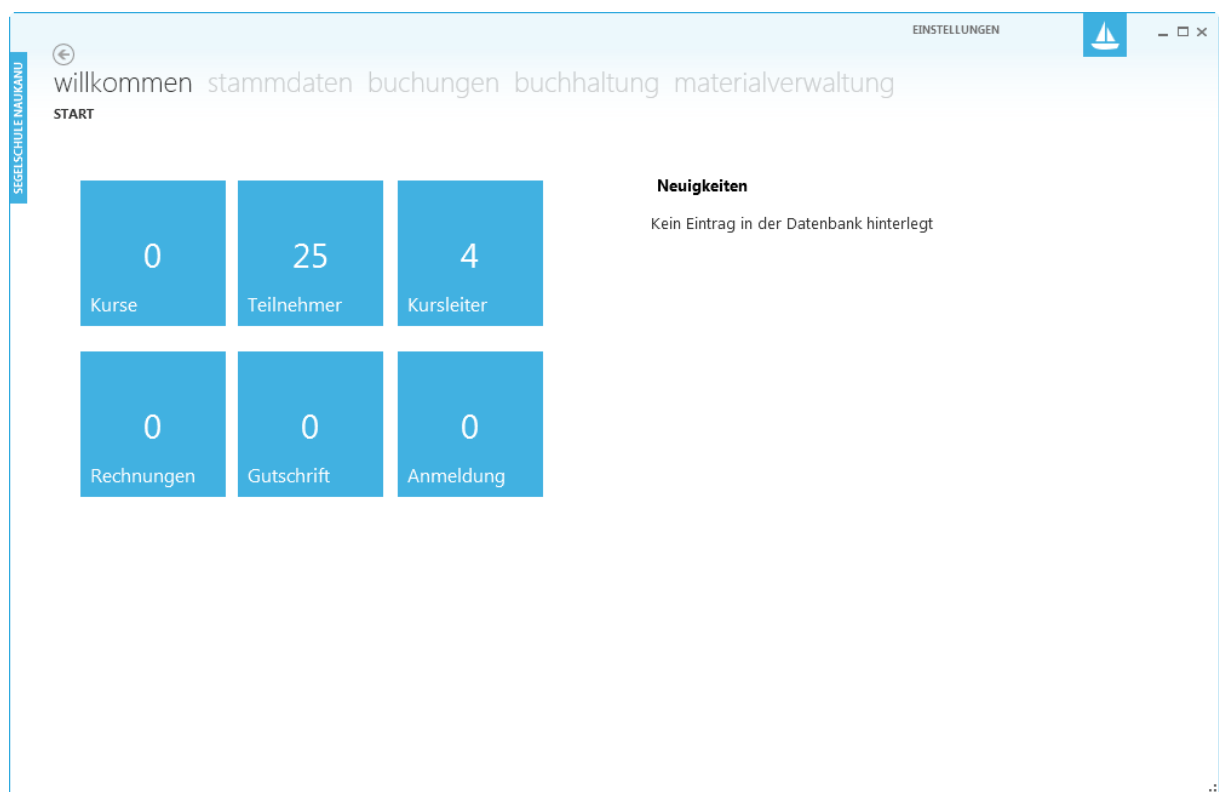 EINSTELLUNGEN
SEGELSCHULE NAUKANU
willkommen stammdaten buchungen buchhaltung materialverwaltung
START
Neuigkeiten
Kein Eintrag in der Datenbank hinterlegt
0
Kurse
25
Teilnehmer
4
Kursleiter
0
Rechnungen
0
Gutschrift
0
Anmeldung